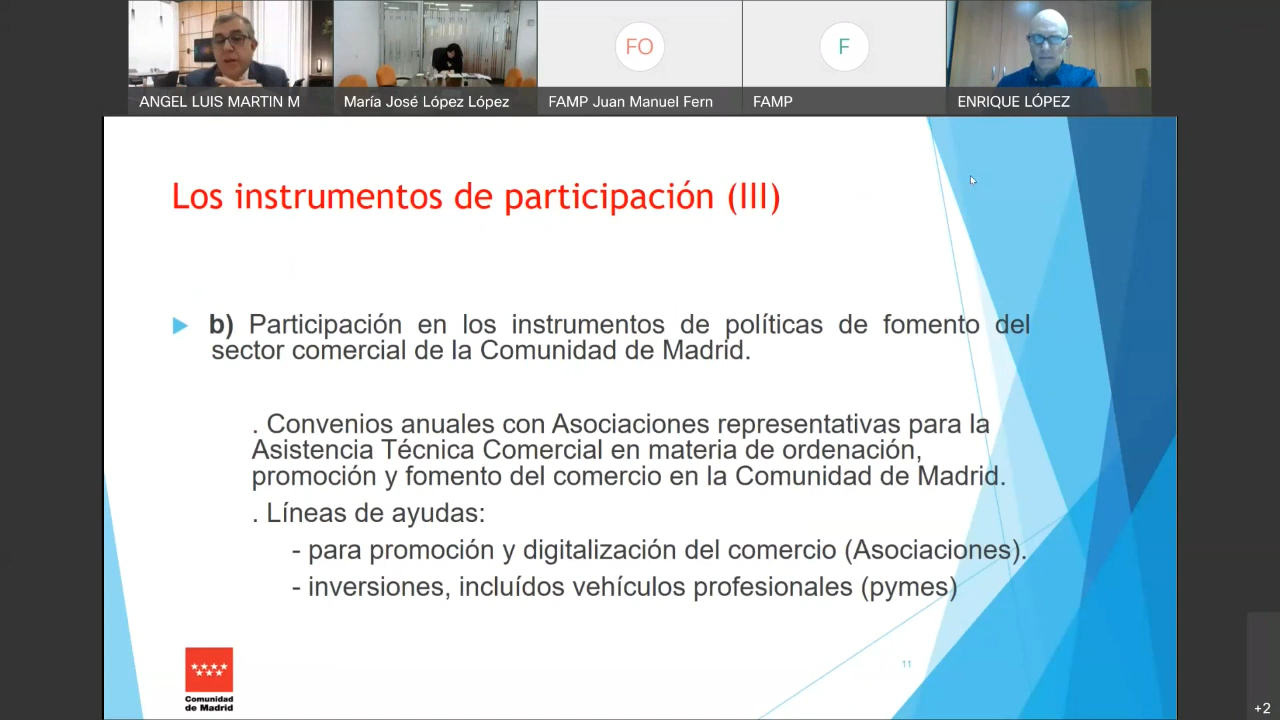 FO
F
ANGEL LUIS MARTIN M
María José López López
FAMP Juan Manuel Fern
FAMP
ENRIQUE LÓPEZ
Los instrumentos de participación (III)
b) Participación en los instrumentos de políticas de fomento del
sector comercial de la Comunidad de Madrid.
. Convenios anuales con Asociaciones representativas para la
Asistencia Técnica Comercial en materia de ordenación,
promoción y fomento del comercio en la Comunidad de Madrid.
. Líneas de ayudas:
- para promoción y digitalización del comercio (Asociaciones).
- inversiones, incluídos vehículos profesionales (pymes)
11
Comunidad
de Madrid
+2